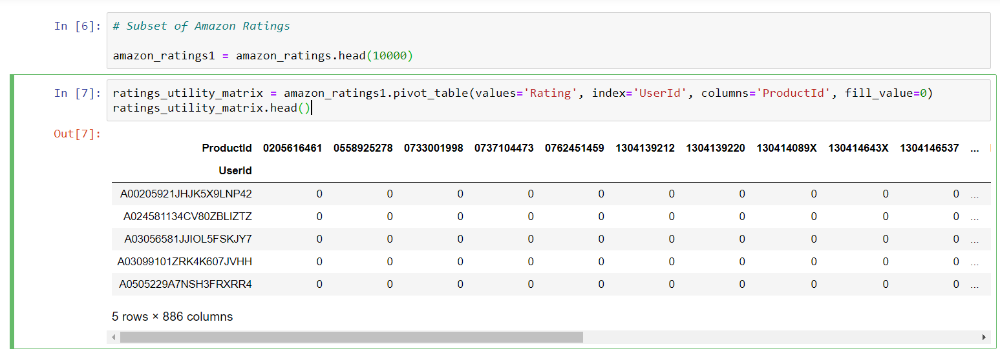 In [6]: # Subset of Amazon Ratings
amazon_ratings1 = amazon_ratings.head(10000)
In [7]: ratings_utility_matrix = amazon_ratings1.pivot_table(values='Rating', index='UserId', columns='ProductId', fill_value=0)
ratings_utility_matrix.head()
Out[7]:
ProductId 0205616461 0558925278 0733001998 0737104473 0762451459 1304139212 1304139220 130414089X 130414643X 1304146537 ...
UserId
A00205921JHJK5X9LNP42 0 0 0 0 0 0 0 0 0 0 ...
A024581134CV80ZBLIZTZ 0 0 0 0 0 0 0 0 0 0 ...
A03056581JJIOL5FSKJY7 0 0 0 0 0 0 0 0 0 0 ...
A03099101ZRK4K607JVHH 0 0 0 0 0 0 0 0 0 0 ...
A0505229A7NSH3FRXRR4 0 0 0 0 0 0 0 0 0 0 ...
5 rows × 886 columns